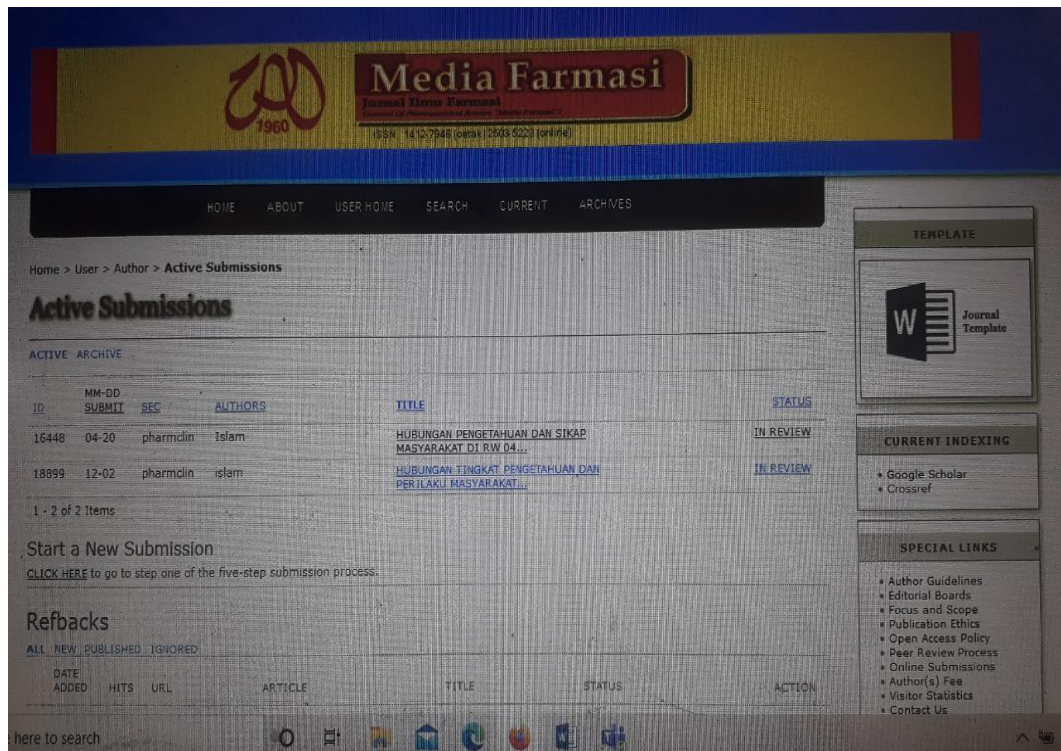 1960
Media Farmasi
Jurnal Ilmu Farmasi
ISSN 1412-7946 (cetak) 2503-5223 (online)
HOME ABOUT USER HOME SEARCH CURRENT ARCHIVES
Home > User > Author > Active Submissions
Active Submissions
ACTIVE ARCHIVE
ID MM-DD SUBMIT SEC AUTHORS TITLE STATUS
16448 04-20 pharmclin Islam HUBUNGAN PENGETAHUAN DAN SIKAP IN REVIEW
MASYARAKAT DI RW 04...
18899 12-02 pharmclin islam HUBUNGAN TINGKAT PENGETAHUAN DAN IN REVIEW
PERILAKU MASYARAKAT...
1 - 2 of 2 Items
Start a New Submission
CLICK HERE to go to step one of the five-step submission process.
Refbacks
ALL NEW PUBLISHED IGNORED
DATE ADDED HITS URL ARTICLE TITLE STATUS ACTION
TEMPLATE
W Journal
Template
CURRENT INDEXING
Google Scholar
Crossref
SPECIAL LINKS
Author Guidelines
Editorial Boards
Focus and Scope
Publication Ethics
Open Access Policy
Peer Review Process
Online Submissions
Author(s) Fee
Visitor Statistics
Contact Us
here to search